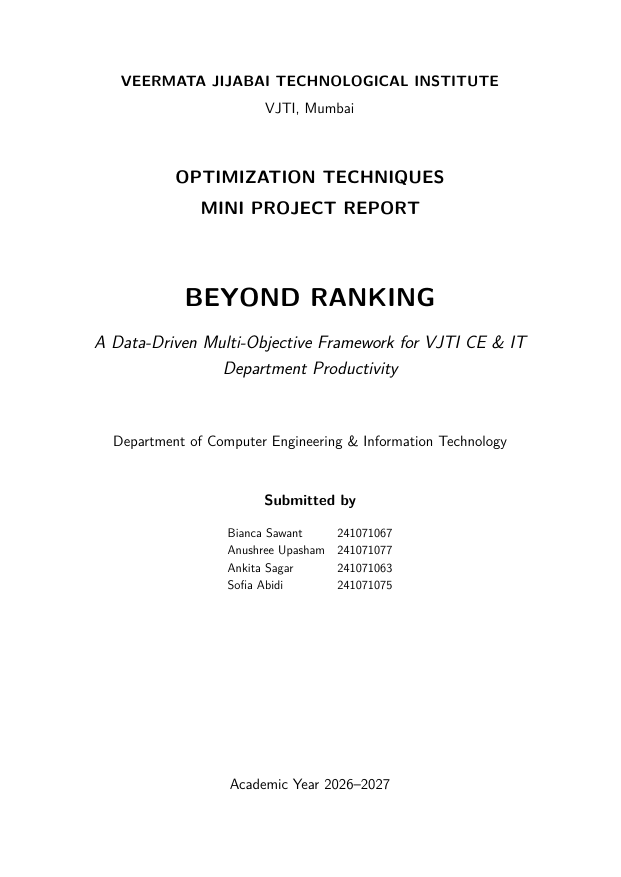 VEERMATA JIJABAI TECHNOLOGICAL INSTITUTE
VJTI, Mumbai
OPTIMIZATION TECHNIQUES
MINI PROJECT REPORT
BEYOND RANKING
A Data-Driven Multi-Objective Framework for VJTI CE & IT
Department Productivity
Department of Computer Engineering & Information Technology
Submitted by
Bianca Sawant 241071067
Anushree Upasham 241071077
Ankita Sagar 241071063
Sofia Abidi 241071075
Academic Year 2026–2027